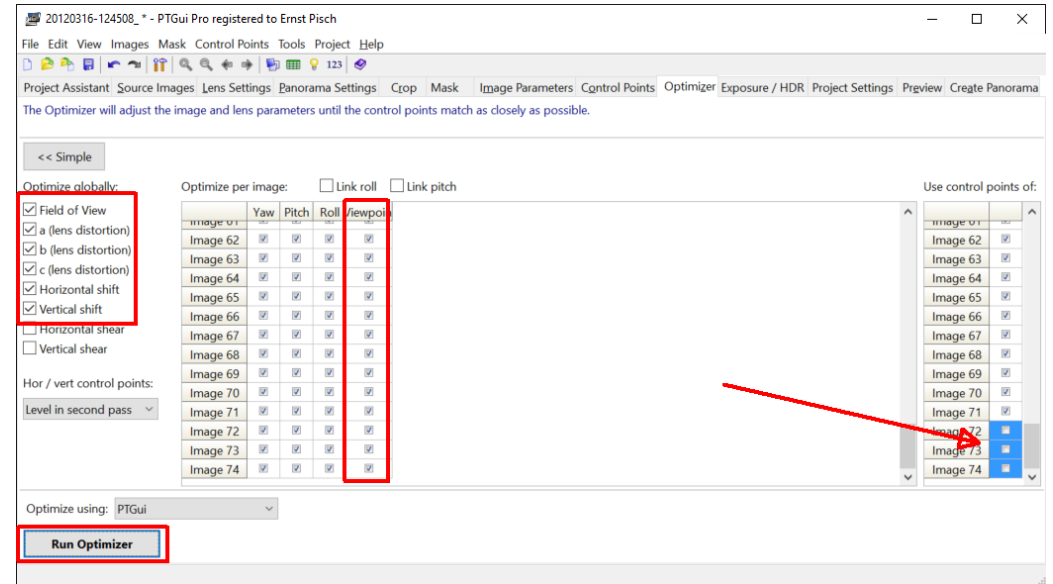 20120316-124508_ * - PTGui Pro registered to Ernst Pisch
File Edit View Images Mask Control Points Tools Project Help
123
Project Assistant Source Images Lens Settings Panorama Settings Crop Mask Image Parameters Control Points Optimizer Exposure / HDR Project Settings Preview Create Panorama
The Optimizer will adjust the image and lens parameters until the control points match as closely as possible.
<< Simple
Optimize globally: Optimize per image: Link roll Link pitch Use control points of:
Field of View Yaw Pitch Roll Viewpoin
a (lens distortion) Image 61 Image 61
b (lens distortion) Image 62 Image 62
c (lens distortion) Image 63 Image 63
Horizontal shift Image 64 Image 64
Vertical shift Image 65 Image 65
Horizontal shear Image 66 Image 66
Vertical shear Image 67 Image 67
Image 68 Image 68
Image 69 Image 69
Hor / vert control points: Image 70 Image 70
Level in second pass Image 71 Image 71
Image 72 Image 72
Image 73 Image 73
Image 74 Image 74
Optimize using: PTGui
Run Optimizer